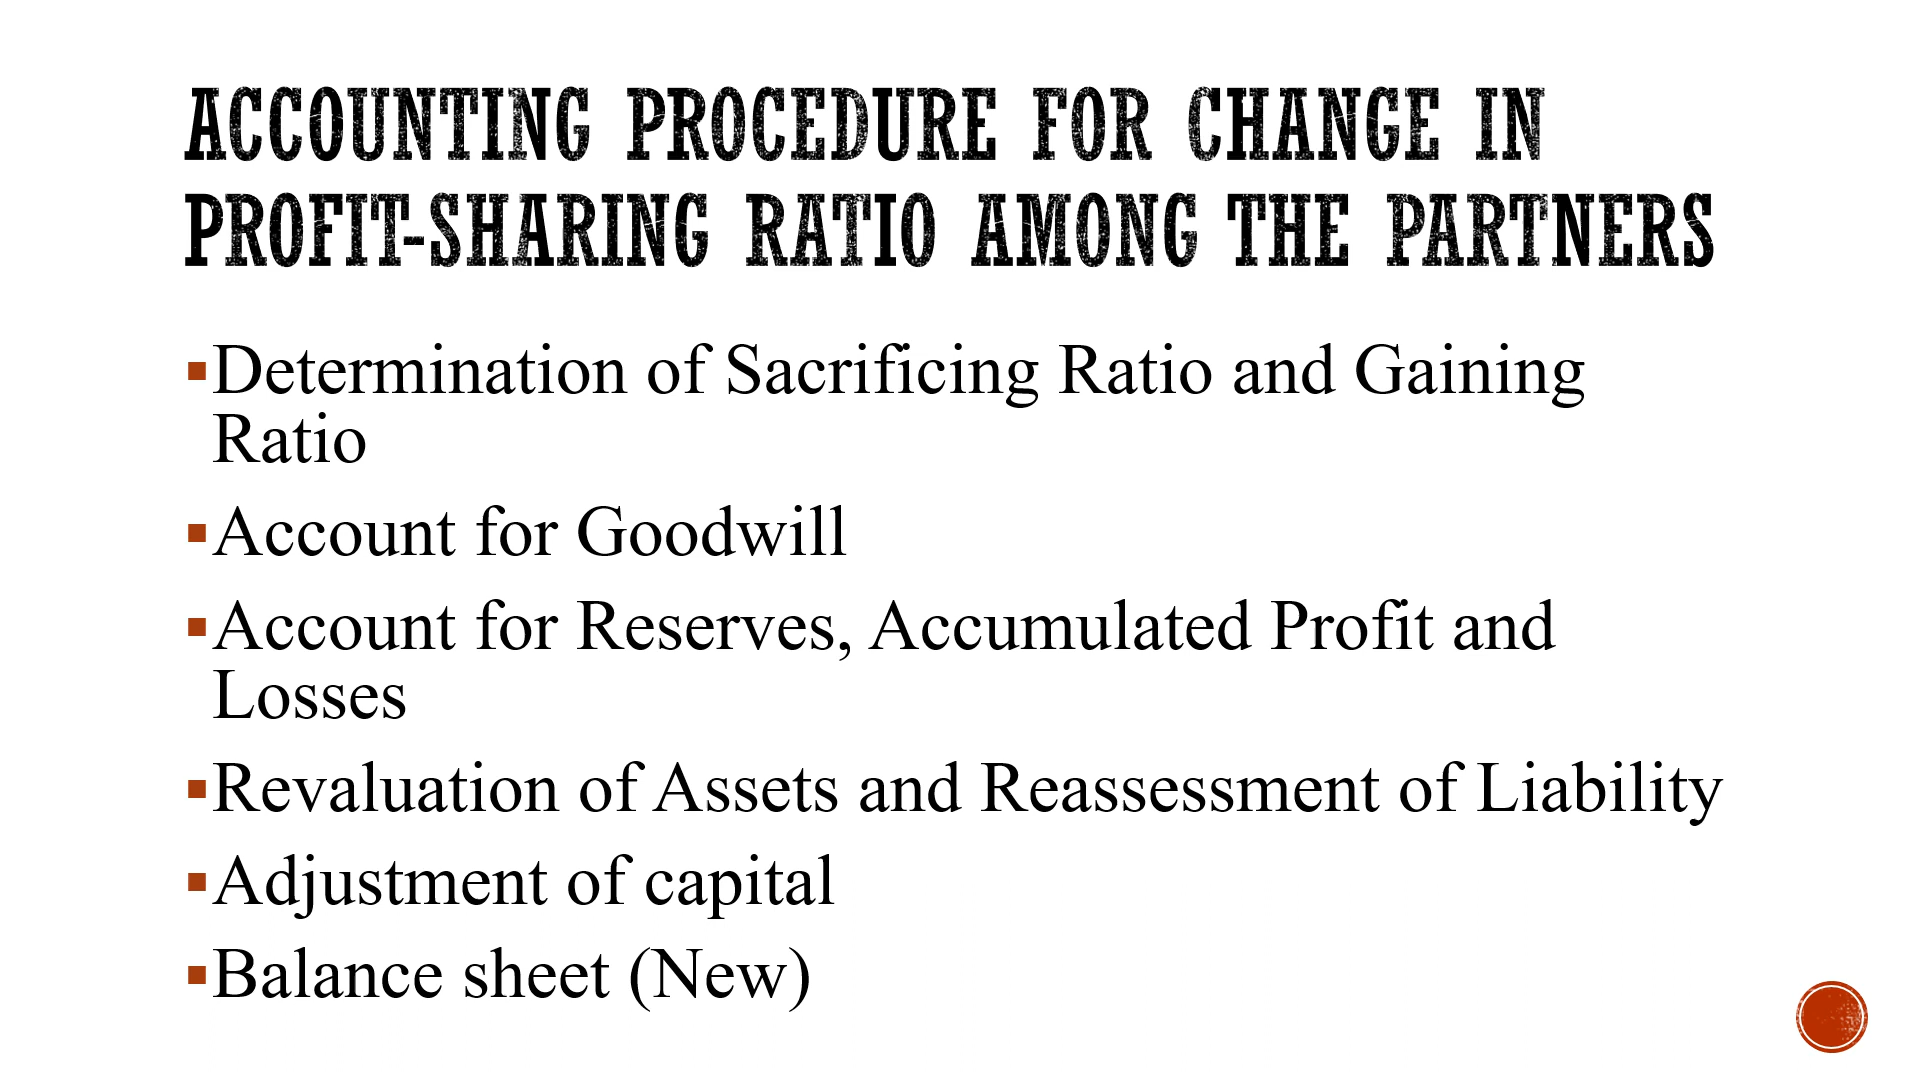 ACCOUNTING PROCEDURE FOR CHANGE IN
PROFIT-SHARING RATIO AMONG THE PARTNERS
▪Determination of Sacrificing Ratio and Gaining
Ratio
▪Account for Goodwill
▪Account for Reserves, Accumulated Profit and
Losses
▪Revaluation of Assets and Reassessment of Liability
▪Adjustment of capital
▪Balance sheet (New)